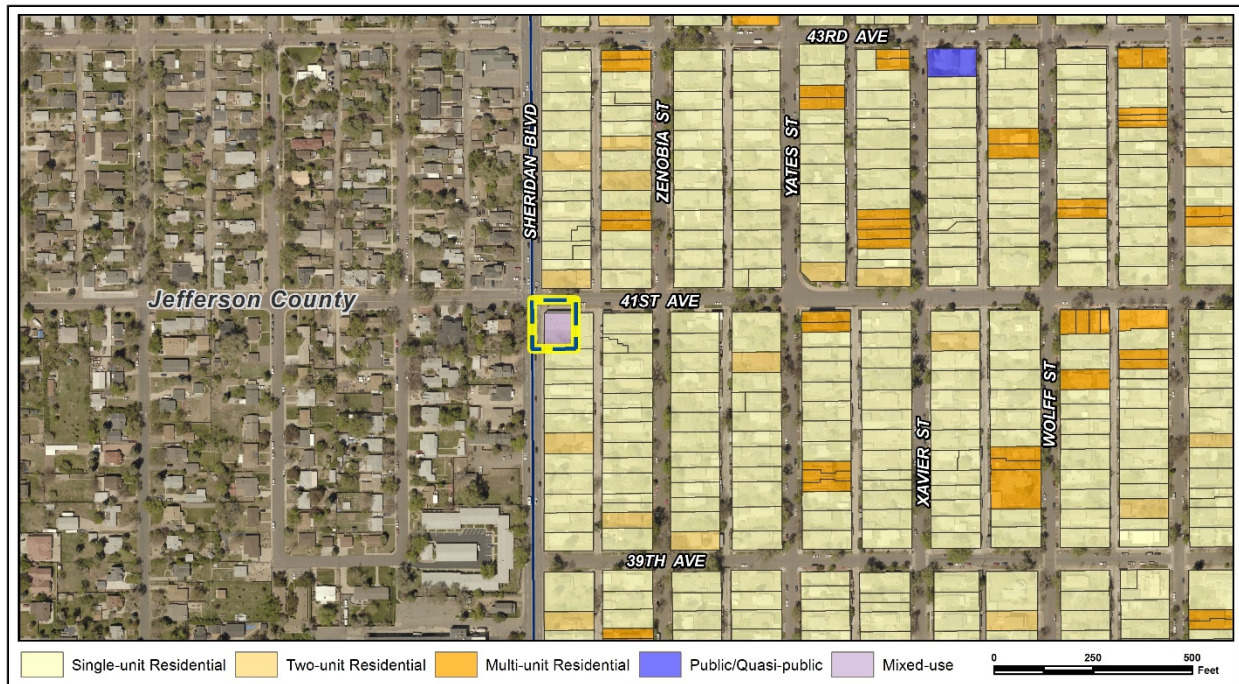 43RD AVE
SHERIDAN BLVD
ZENOBIA ST
YATES ST
Jefferson County
41ST AVE
XAVIER ST
WOLFF ST
39TH AVE
Single-unit Residential
Two-unit Residential
Multi-unit Residential
Public/Quasi-public
Mixed-use
0 250 500
Feet